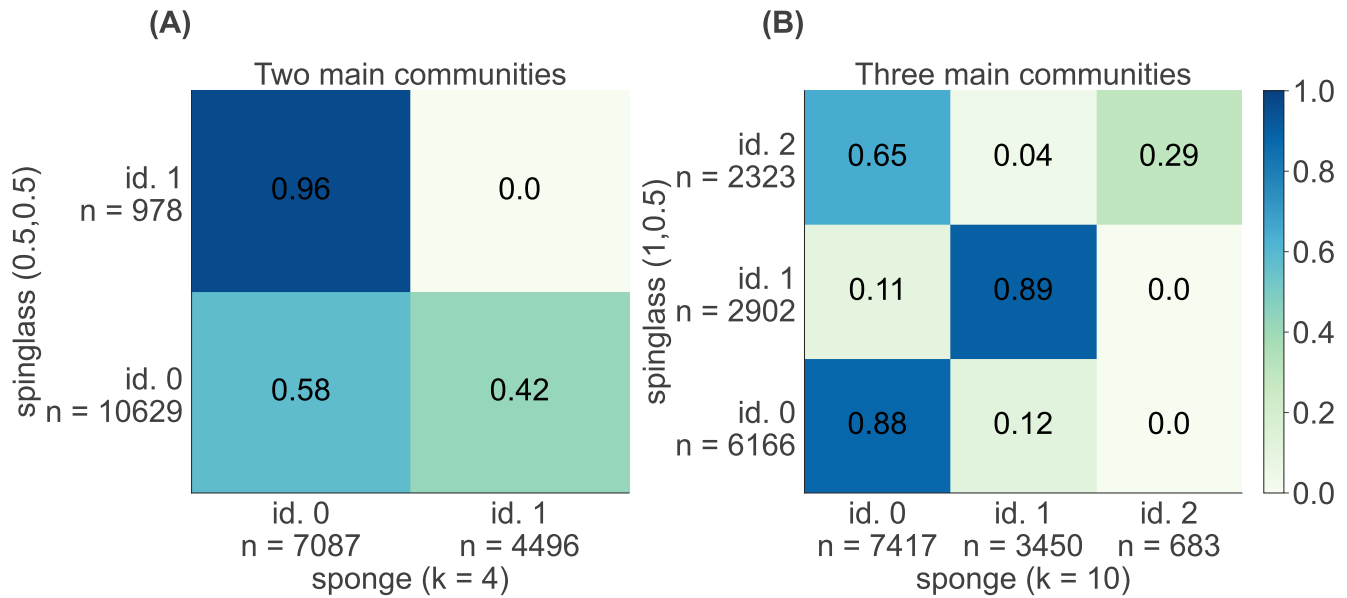 (A)
Two main communities
spinglass (0.5,0.5)
id. 1
n = 978
0.96
0.0
id. 0
n = 10629
0.58
0.42
id. 0
n = 7087
id. 1
n = 4496
sponge (k = 4)
(B)
Three main communities
spinglass (1,0.5)
id. 2
n = 2323
0.65
0.04
0.29
id. 1
n = 2902
0.11
0.89
0.0
id. 0
n = 6166
0.88
0.12
0.0
id. 0
n = 7417
id. 1
n = 3450
id. 2
n = 683
sponge (k = 10)
1.0
0.8
0.6
0.4
0.2
0.0